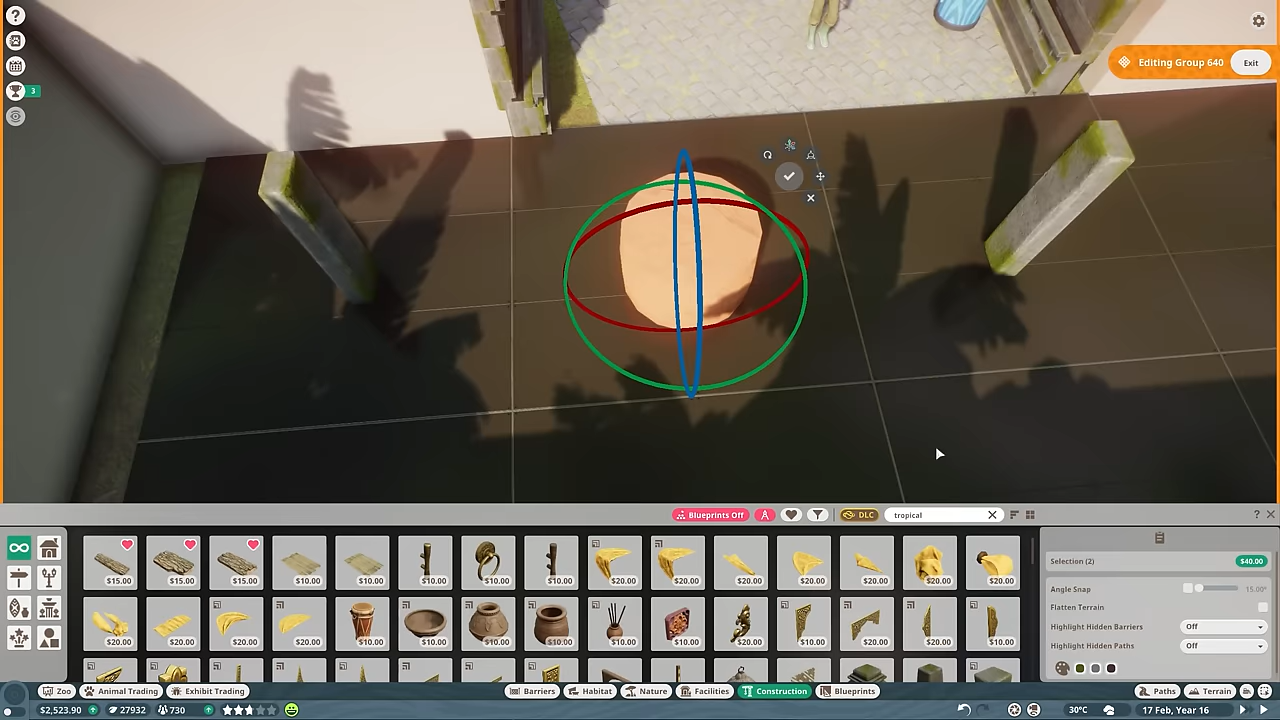 ?
Editing Group 640
Exit
3
Blueprints Off
DLC
tropical
?
$15.00
$15.00
$15.00
$10.00
$10.00
$10.00
$10.00
$10.00
$20.00
$20.00
$20.00
$20.00
$20.00
$20.00
$20.00
$20.00
$20.00
$20.00
$20.00
$10.00
$10.00
$10.00
$10.00
$10.00
$10.00
$20.00
$20.00
$20.00
$20.00
$10.00
Selection (2)
$40.00
Angle Snap
15.00°
Flatten Terrain
Highlight Hidden Barriers
Off
Highlight Hidden Paths
Off
Zoo
Animal Trading
Exhibit Trading
Barriers
Habitat
Nature
Facilities
Construction
Blueprints
Paths
Terrain
$2,523.90
27932
730
30°C
17 Feb, Year 16